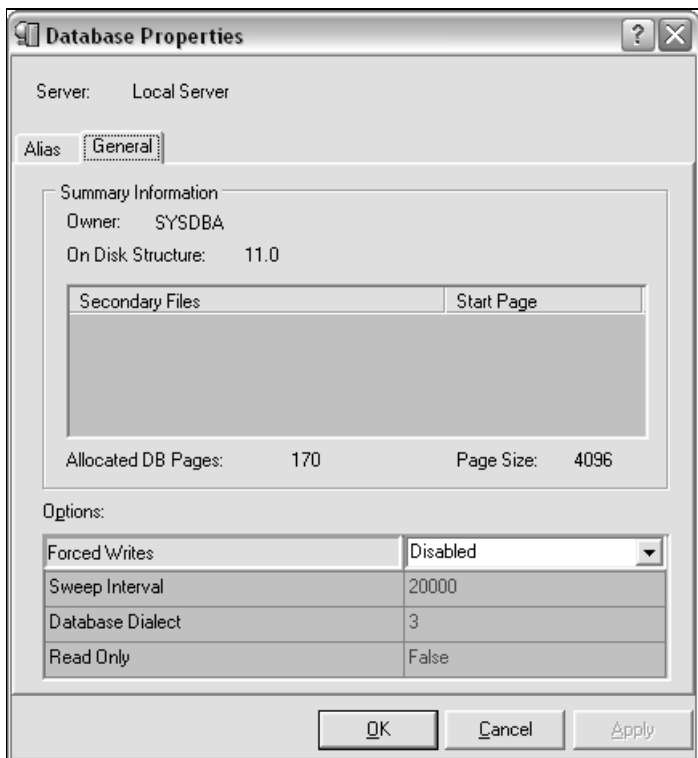 Database Properties
Server: Local Server
Alias General
Summary Information
Owner: SYSDBA
On Disk Structure: 11.0
Secondary Files Start Page
Allocated DB Pages: 170 Page Size: 4096
Options:
Forced Writes Disabled
Sweep Interval 20000
Database Dialect 3
Read Only False
OK Cancel Apply